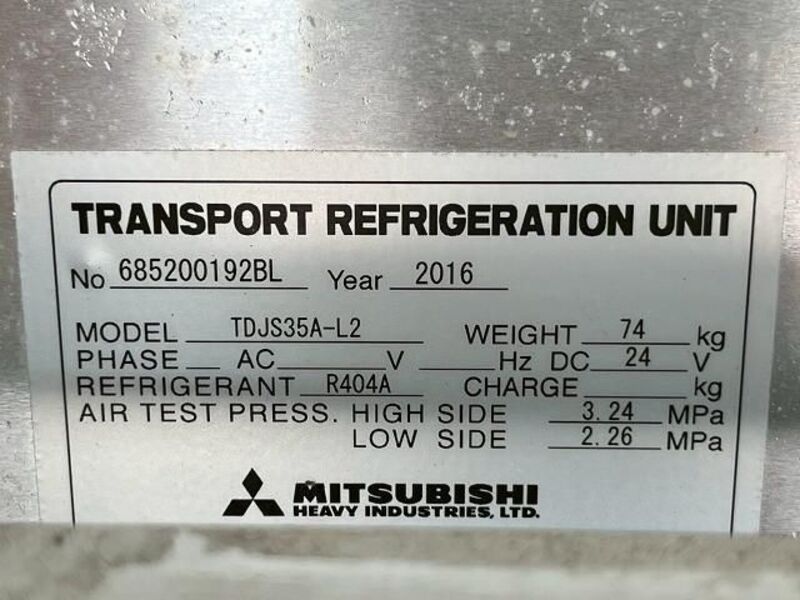 TRANSPORT REFRIGERATION UNIT
No 685200192BL Year 2016
MODEL TDJS35A-L2 WEIGHT 74 kg
PHASE AC V Hz DC 24 V
REFRIGERANT R404A CHARGE kg
AIR TEST PRESS. HIGH SIDE 3.24 MPa
LOW SIDE 2.26 MPa
MITSUBISHI
HEAVY INDUSTRIES, LTD.